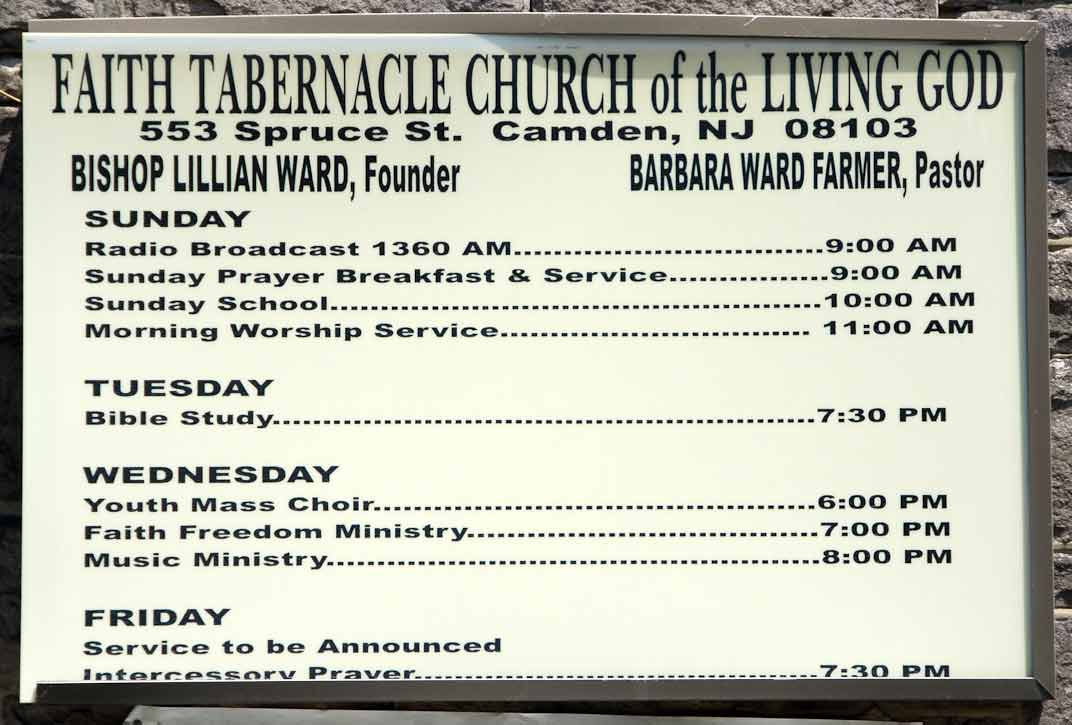 FAITH TABERNACLE CHURCH of the LIVING GOD
553 Spruce St. Camden, NJ 08103
BISHOP LILLIAN WARD, Founder BARBARA WARD FARMER, Pastor
SUNDAY
Radio Broadcast 1360 AM...............................9:00 AM
Sunday Prayer Breakfast & Service................9:00 AM
Sunday School.................................................10:00 AM
Morning Worship Service............................... 11:00 AM
TUESDAY
Bible Study......................................................7:30 PM
WEDNESDAY
Youth Mass Choir............................................6:00 PM
Faith Freedom Ministry...................................7:00 PM
Music Ministry.................................................8:00 PM
FRIDAY
Service to be Announced
Intercessory Prayer........................................7:30 PM